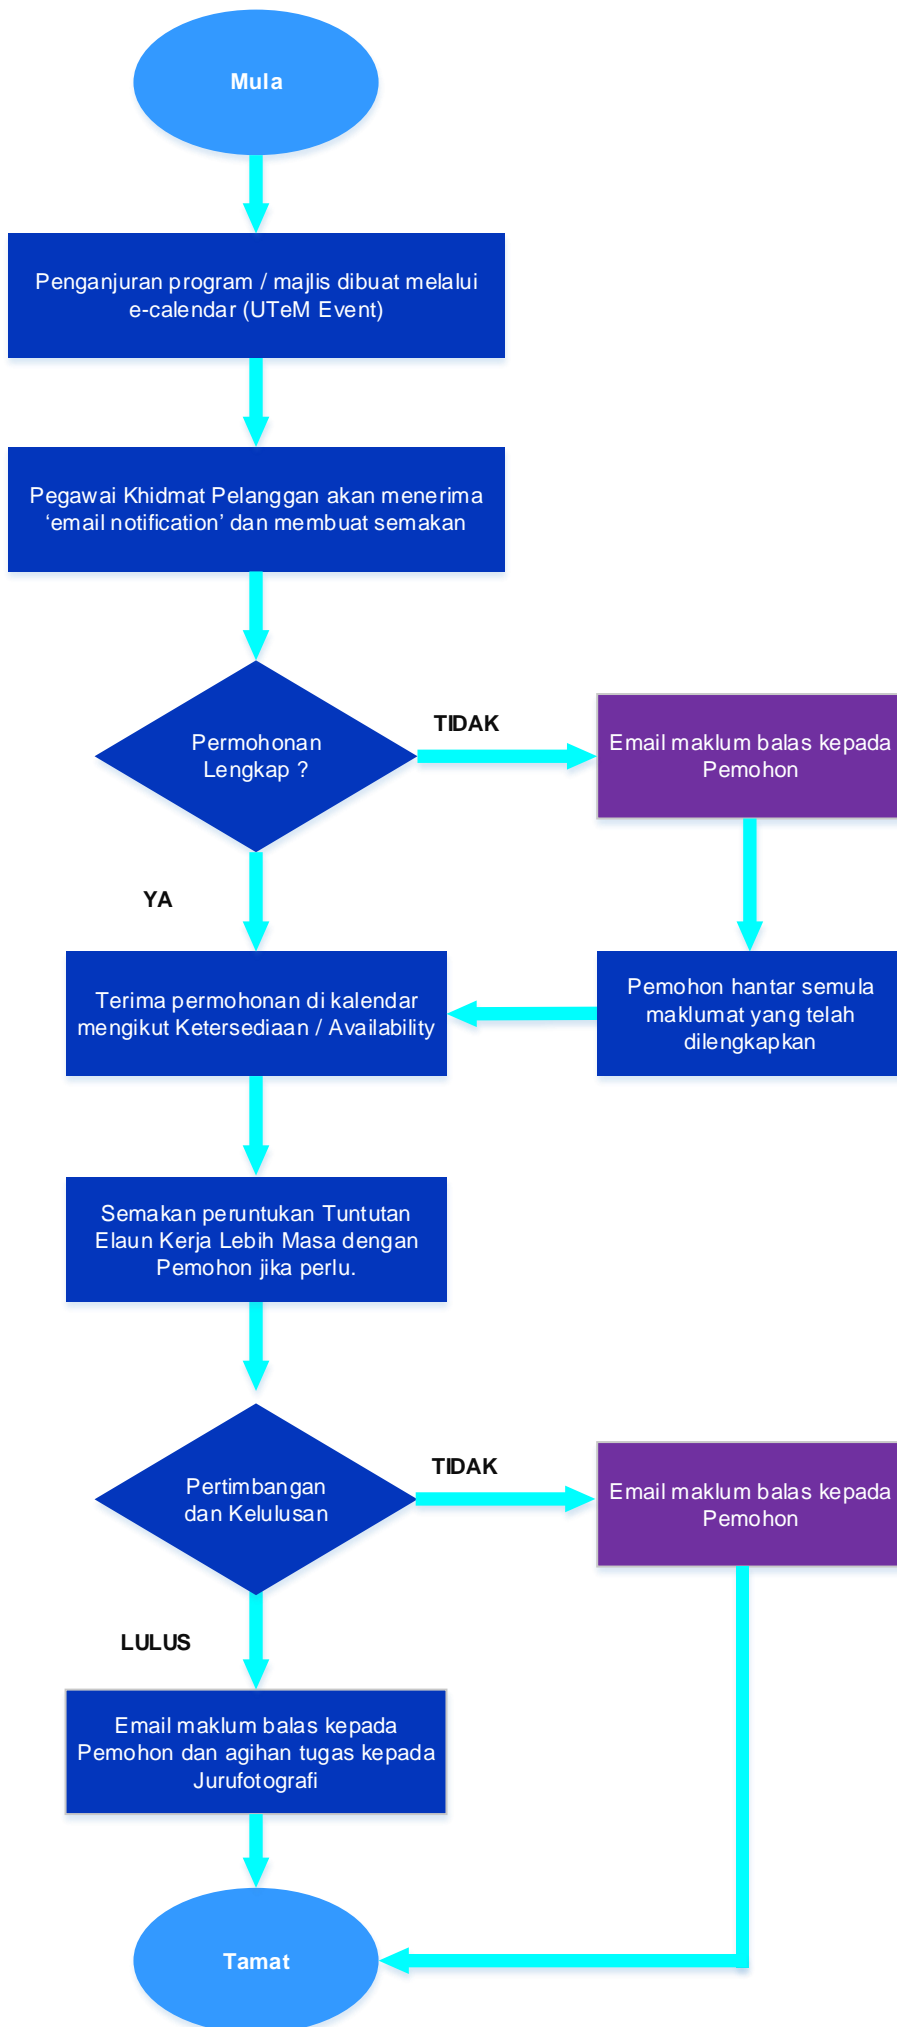 Mula
Penganjuran program / majlis dibuat melalui
e-calendar (UTeM Event)
Pegawai Khidmat Pelanggan akan menerima
‘email notification’ dan membuat semakan
Permohonan
Lengkap ?
TIDAK
Email maklum balas kepada
Pemohon
YA
Terima permohonan di kalendar
mengikut Ketersediaan / Availability
Pemohon hantar semula
maklumat yang telah
dilengkapkan
Semakan peruntukan Tuntutan
Elaun Kerja Lebih Masa dengan
Pemohon jika perlu.
Pertimbangan
dan Kelulusan
TIDAK
Email maklum balas kepada
Pemohon
LULUS
Email maklum balas kepada
Pemohon dan agihan tugas kepada
Jurufotografi
Tamat